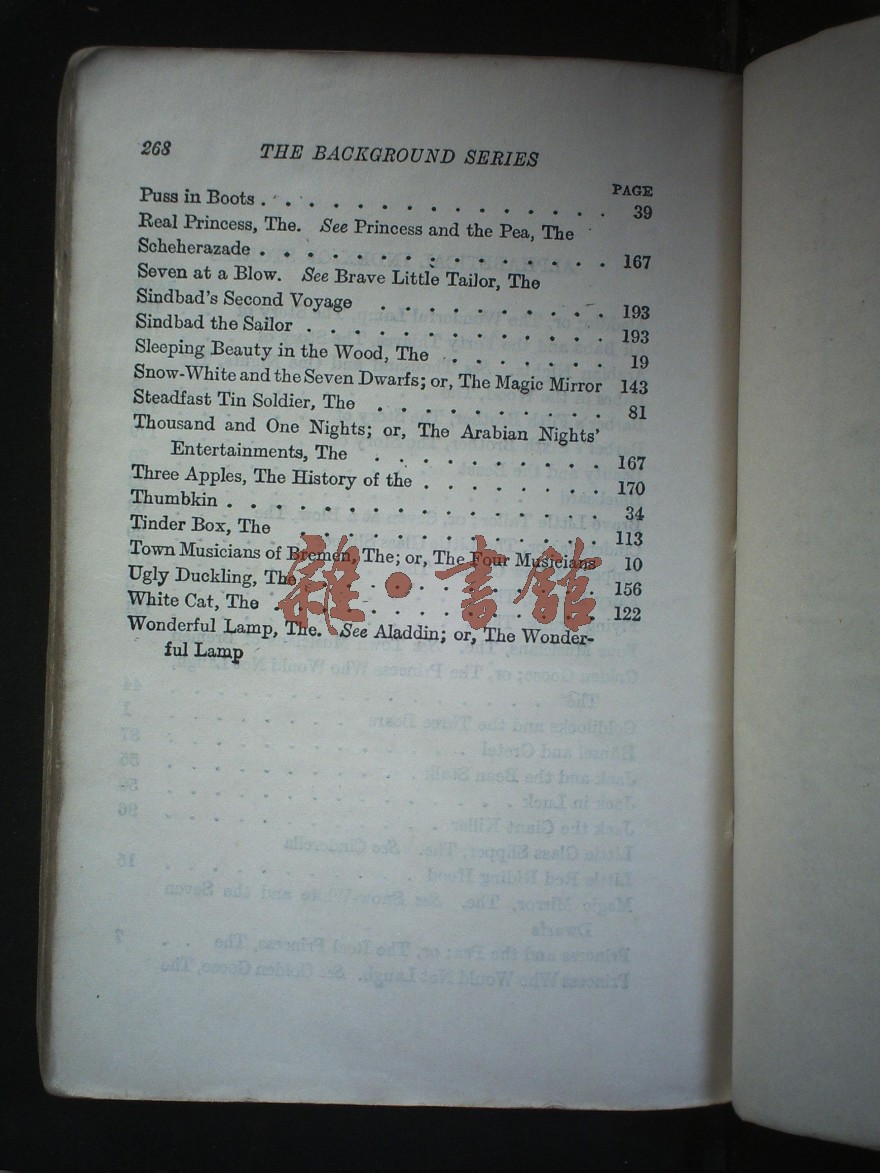 268 THE BACKGROUND SERIES
PAGE
Puss in Boots . . . . . . . . . . . . . . . 39
Real Princess, The. See Princess and the Pea, The
Scheherazade . . . . . . . . . . . . . . . 167
Seven at a Blow. See Brave Little Tailor, The
Sindbad's Second Voyage . . . . . . . . . . 193
Sindbad the Sailor . . . . . . . . . . . . . 193
Sleeping Beauty in the Wood, The . . . . . . . 19
Snow-White and the Seven Dwarfs; or, The Magic Mirror 143
Steadfast Tin Soldier, The . . . . . . . . . . 81
Thousand and One Nights; or, The Arabian Nights'
Entertainments, The . . . . . . . . . . 167
Three Apples, The History of the . . . . . . . . 170
Thumbkin . . . . . . . . . . . . . . . . 34
Tinder Box, The . . . . . . . . . . . . . 113
Town Musicians of Bremen, The; or, The Four Musicians 10
Ugly Duckling, The . . . . . . . . . . . . 156
White Cat, The . . . . . . . . . . . . . . 122
Wonderful Lamp, The. See Aladdin; or, The Wonder-
ful Lamp
雜·書館